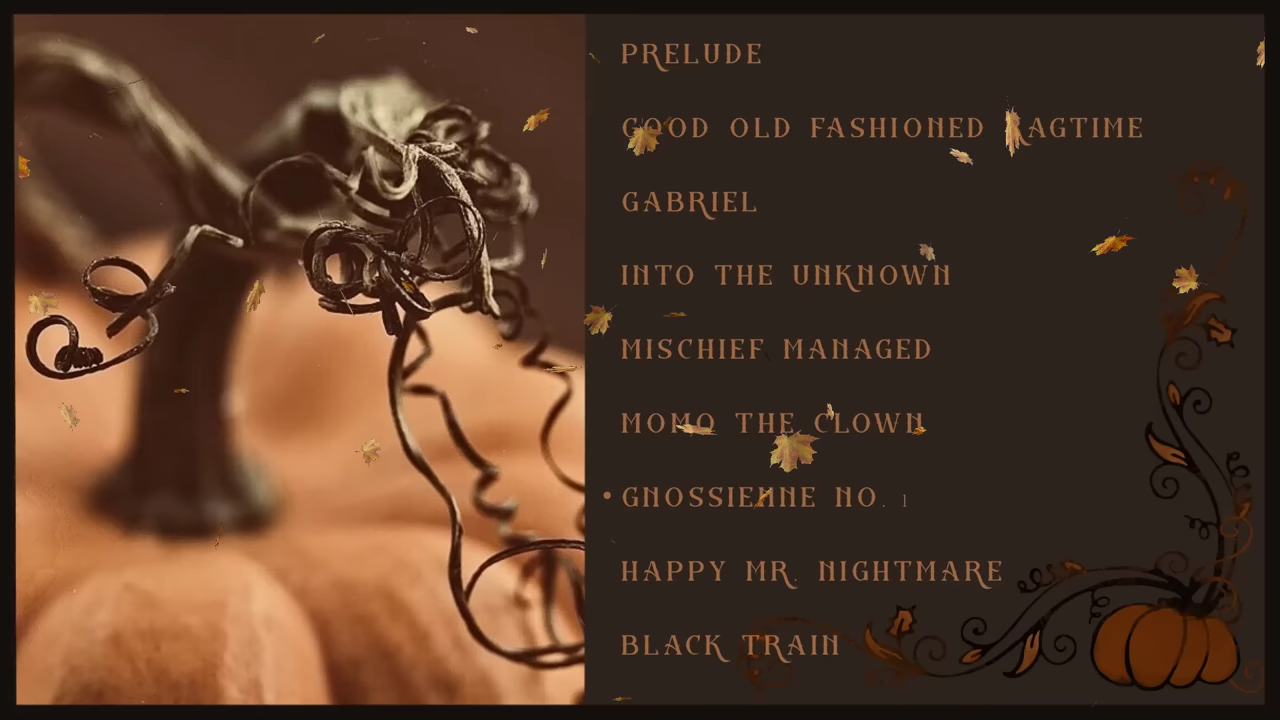 PRELUDE
GOOD OLD FASHIONED RAGTIME
GABRIEL
INTO THE UNKNOWN
MISCHIEF MANAGED
MOMO THE CLOWN
• GNOSSIENNE NO. 1
HAPPY MR. NIGHTMARE
BLACK TRAIN